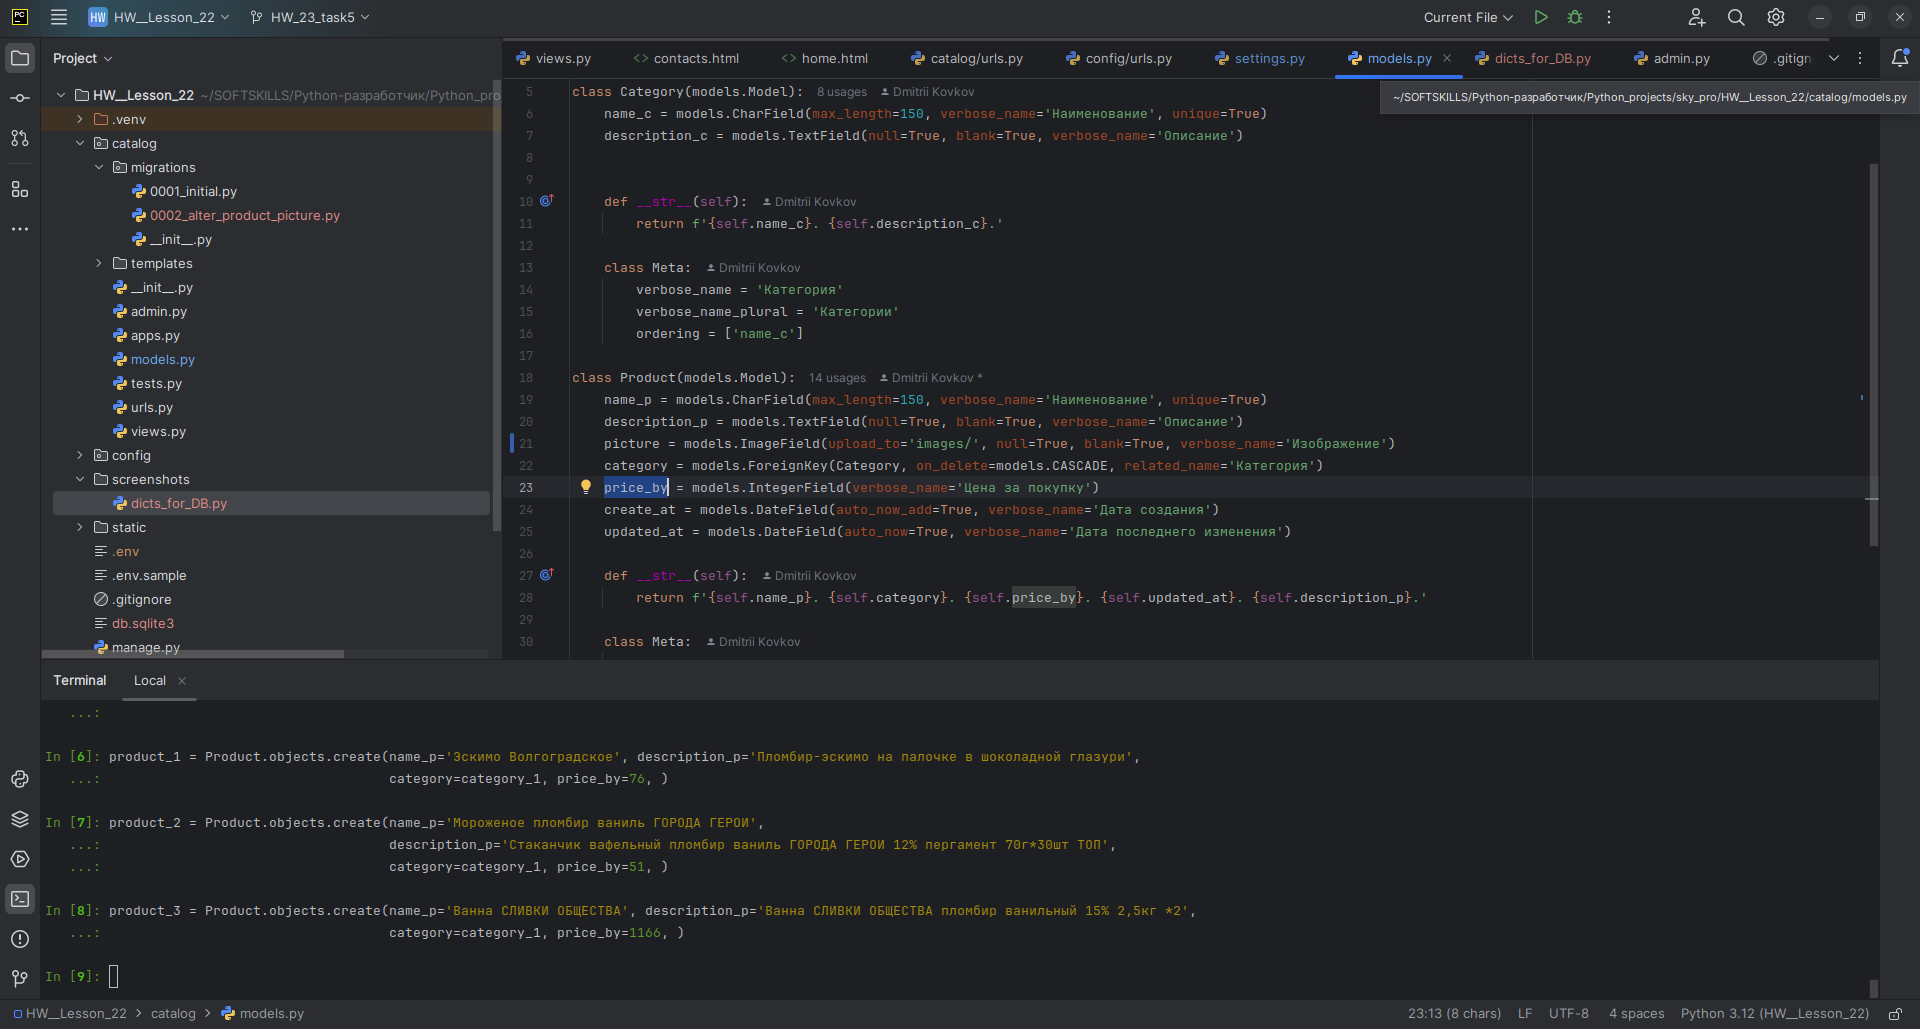 PC
HW HW__Lesson_22 HW_23_task5 Current File
Project
HW__Lesson_22 ~/SOFTSKILLS/Python-разработчик/Python_pro
.venv
catalog
migrations
0001_initial.py
0002_alter_product_picture.py
__init__.py
templates
__init__.py
admin.py
apps.py
models.py
tests.py
urls.py
views.py
config
screenshots
dicts_for_DB.py
static
.env
.env.sample
.gitignore
db.sqlite3
manage.py
views.py <> contacts.html <> home.html catalog/urls.py config/urls.py settings.py models.py dicts_for_DB.py admin.py .gitign
~/SOFTSKILLS/Python-разработчик/Python_projects/sky_pro/HW__Lesson_22/catalog/models.py
5 class Category(models.Model): 8 usages Dmitrii Kovkov
6 name_c = models.CharField(max_length=150, verbose_name='Наименование', unique=True)
7 description_c = models.TextField(null=True, blank=True, verbose_name='Описание')
8
9
10 def __str__(self): Dmitrii Kovkov
11 return f'{self.name_c}. {self.description_c}.'
12
13 class Meta: Dmitrii Kovkov
14 verbose_name = 'Категория'
15 verbose_name_plural = 'Категории'
16 ordering = ['name_c']
17
18 class Product(models.Model): 14 usages Dmitrii Kovkov *
19 name_p = models.CharField(max_length=150, verbose_name='Наименование', unique=True)
20 description_p = models.TextField(null=True, blank=True, verbose_name='Описание')
21 picture = models.ImageField(upload_to='images/', null=True, blank=True, verbose_name='Изображение')
22 category = models.ForeignKey(Category, on_delete=models.CASCADE, related_name='Категория')
23 price_by = models.IntegerField(verbose_name='Цена за покупку')
24 create_at = models.DateField(auto_now_add=True, verbose_name='Дата создания')
25 updated_at = models.DateField(auto_now=True, verbose_name='Дата последнего изменения')
26
27 def __str__(self): Dmitrii Kovkov
28 return f'{self.name_p}. {self.category}. {self.price_by}. {self.updated_at}. {self.description_p}.'
29
30 class Meta: Dmitrii Kovkov
Terminal Local
...:
In [6]: product_1 = Product.objects.create(name_p='Эскимо Волгоградское', description_p='Пломбир-эскимо на палочке в шоколадной глазури',
...: category=category_1, price_by=76, )
In [7]: product_2 = Product.objects.create(name_p='Мороженое пломбир ваниль ГОРОДА ГЕРОИ',
...: description_p='Стаканчик вафельный пломбир ваниль ГОРОДА ГЕРОИ 12% пергамент 70г*30шт ТОП',
...: category=category_1, price_by=51, )
In [8]: product_3 = Product.objects.create(name_p='Ванна СЛИВКИ ОБЩЕСТВА', description_p='Ванна СЛИВКИ ОБЩЕСТВА пломбир ванильный 15% 2,5кг *2',
...: category=category_1, price_by=1166, )
In [9]:
HW__Lesson_22 > catalog > models.py 23:13 (8 chars) LF UTF-8 4 spaces Python 3.12 (HW__Lesson_22)